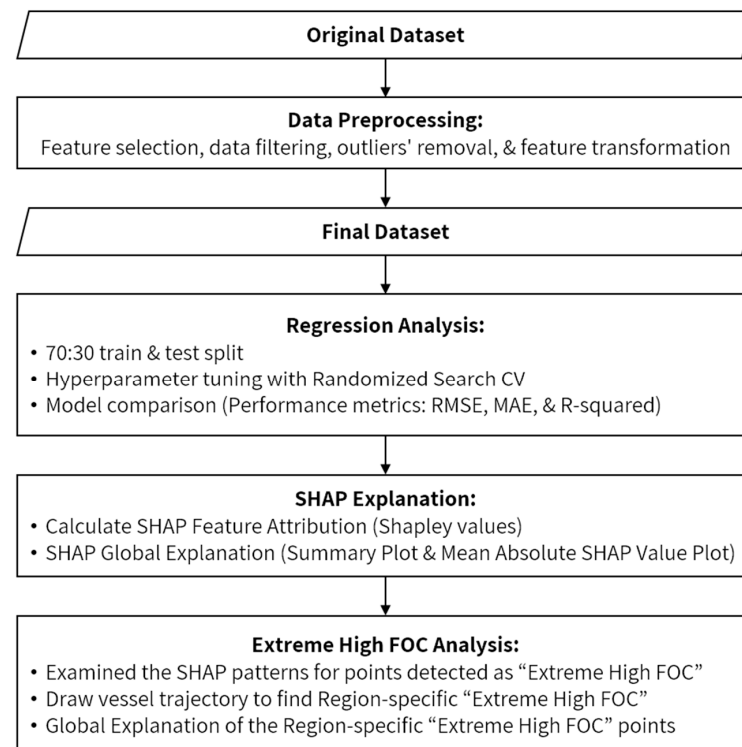 Original Dataset
Data Preprocessing:
Feature selection, data filtering, outliers' removal, & feature transformation
Final Dataset
Regression Analysis:
• 70:30 train & test split
• Hyperparameter tuning with Randomized Search CV
• Model comparison (Performance metrics: RMSE, MAE, & R-squared)
SHAP Explanation:
• Calculate SHAP Feature Attribution (Shapley values)
• SHAP Global Explanation (Summary Plot & Mean Absolute SHAP Value Plot)
Extreme High FOC Analysis:
• Examined the SHAP patterns for points detected as “Extreme High FOC”
• Draw vessel trajectory to find Region-specific “Extreme High FOC”
• Global Explanation of the Region-specific “Extreme High FOC” points